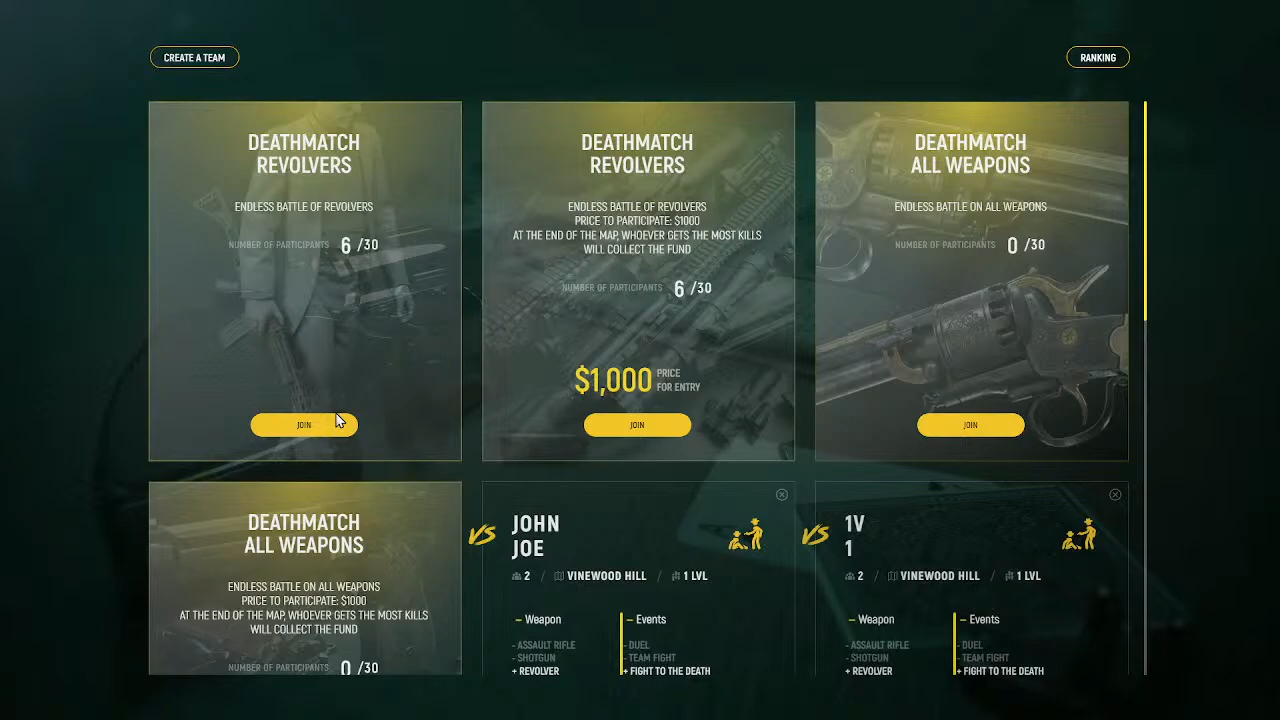 CREATE A TEAM
RANKING
DEATHMATCH
REVOLVERS
ENDLESS BATTLE OF REVOLVERS
NUMBER OF PARTICIPANTS 6 /30
JOIN
DEATHMATCH
REVOLVERS
ENDLESS BATTLE OF REVOLVERS
PRICE TO PARTICIPATE: $1000
AT THE END OF THE MAP, WHOEVER GETS THE MOST KILLS
WILL COLLECT THE FUND
NUMBER OF PARTICIPANTS 6 /30
$1,000 PRICE
FOR ENTRY
JOIN
DEATHMATCH
ALL WEAPONS
ENDLESS BATTLE ON ALL WEAPONS
NUMBER OF PARTICIPANTS 0 /30
JOIN
DEATHMATCH
ALL WEAPONS
ENDLESS BATTLE ON ALL WEAPONS
PRICE TO PARTICIPATE: $1000
AT THE END OF THE MAP, WHOEVER GETS THE MOST KILLS
WILL COLLECT THE FUND
NUMBER OF PARTICIPANTS 0 /30
VS
JOHN
JOE
2 / VINEWOOD HILL / 1 LVL
– Weapon
- ASSAULT RIFLE
- SHOTGUN
+ REVOLVER
– Events
- DUEL
- TEAM FIGHT
+ FIGHT TO THE DEATH
VS
1V
1
2 / VINEWOOD HILL / 1 LVL
– Weapon
- ASSAULT RIFLE
- SHOTGUN
+ REVOLVER
– Events
- DUEL
- TEAM FIGHT
+ FIGHT TO THE DEATH